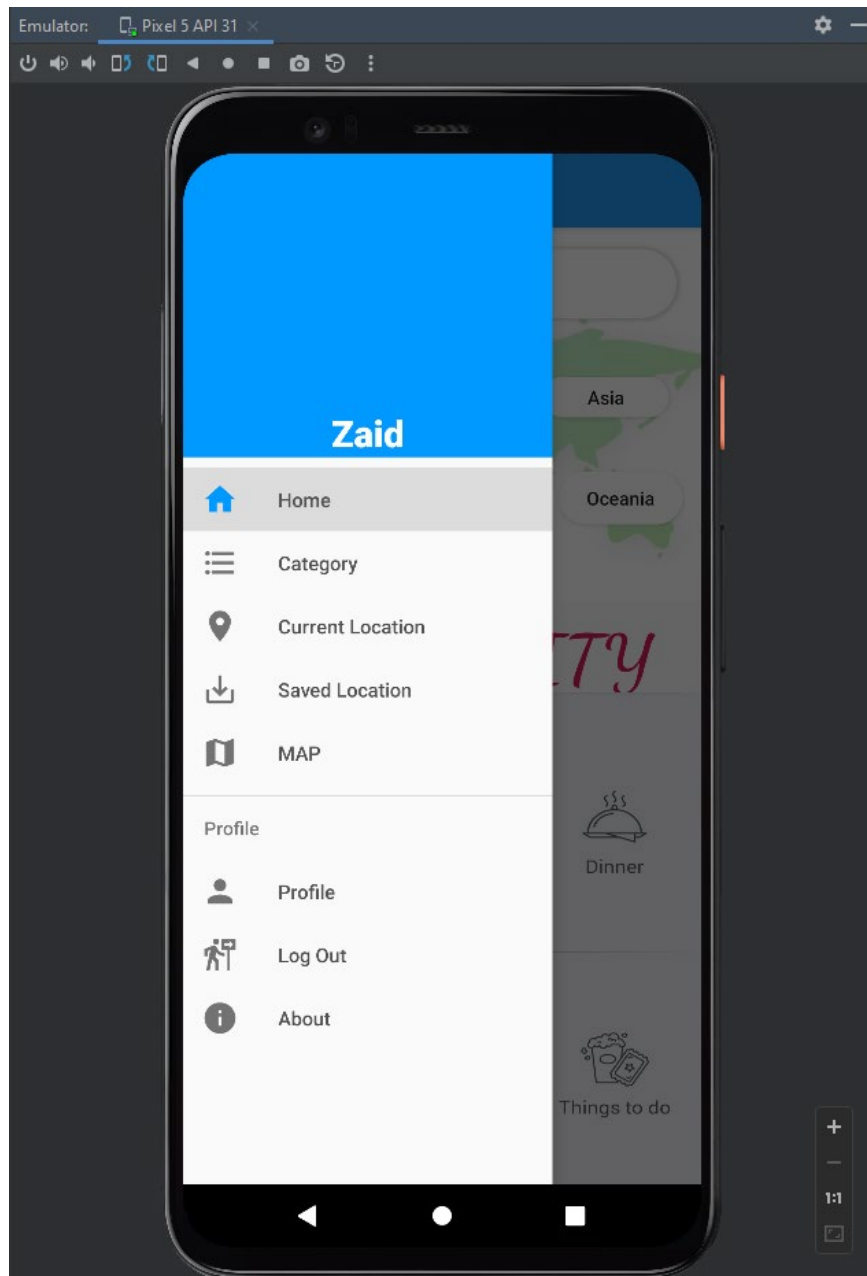 Emulator: Pixel 5 API 31
Zaid
Asia
Home
Oceania
Category
Current Location
Saved Location
MAP
Profile
Dinner
Profile
Log Out
About
Things to do
1:1